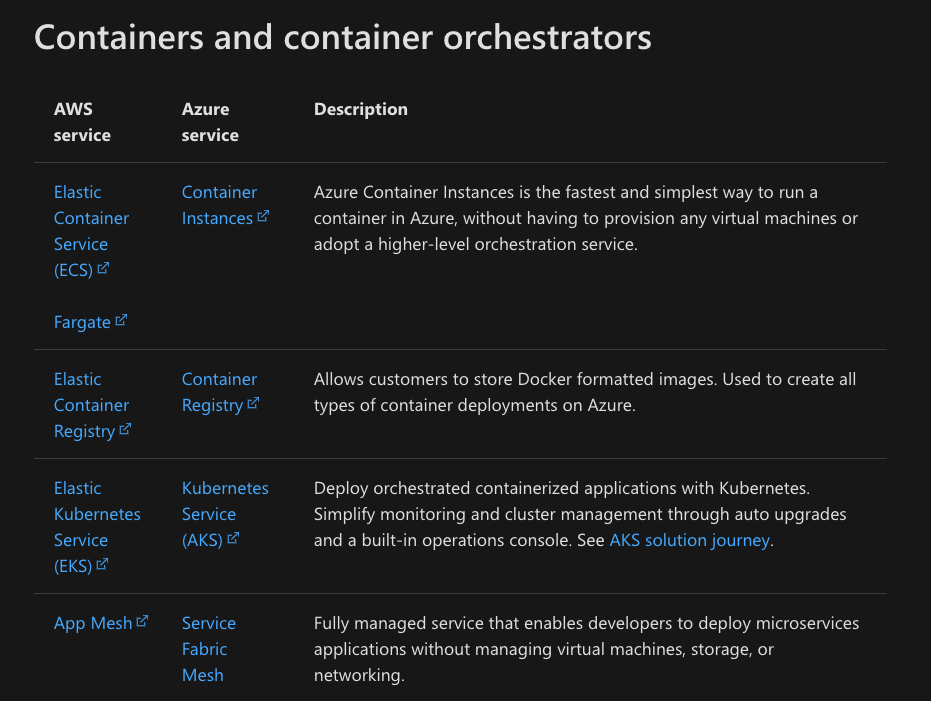 Containers and container orchestrators
AWS service
Azure service
Description
Elastic Container Service (ECS)
Fargate
Container Instances
Azure Container Instances is the fastest and simplest way to run a
container in Azure, without having to provision any virtual machines or
adopt a higher-level orchestration service.
Elastic Container Registry
Container Registry
Allows customers to store Docker formatted images. Used to create all
types of container deployments on Azure.
Elastic Kubernetes Service (EKS)
Kubernetes Service (AKS)
Deploy orchestrated containerized applications with Kubernetes.
Simplify monitoring and cluster management through auto upgrades
and a built-in operations console. See AKS solution journey.
App Mesh
Service Fabric Mesh
Fully managed service that enables developers to deploy microservices
applications without managing virtual machines, storage, or
networking.